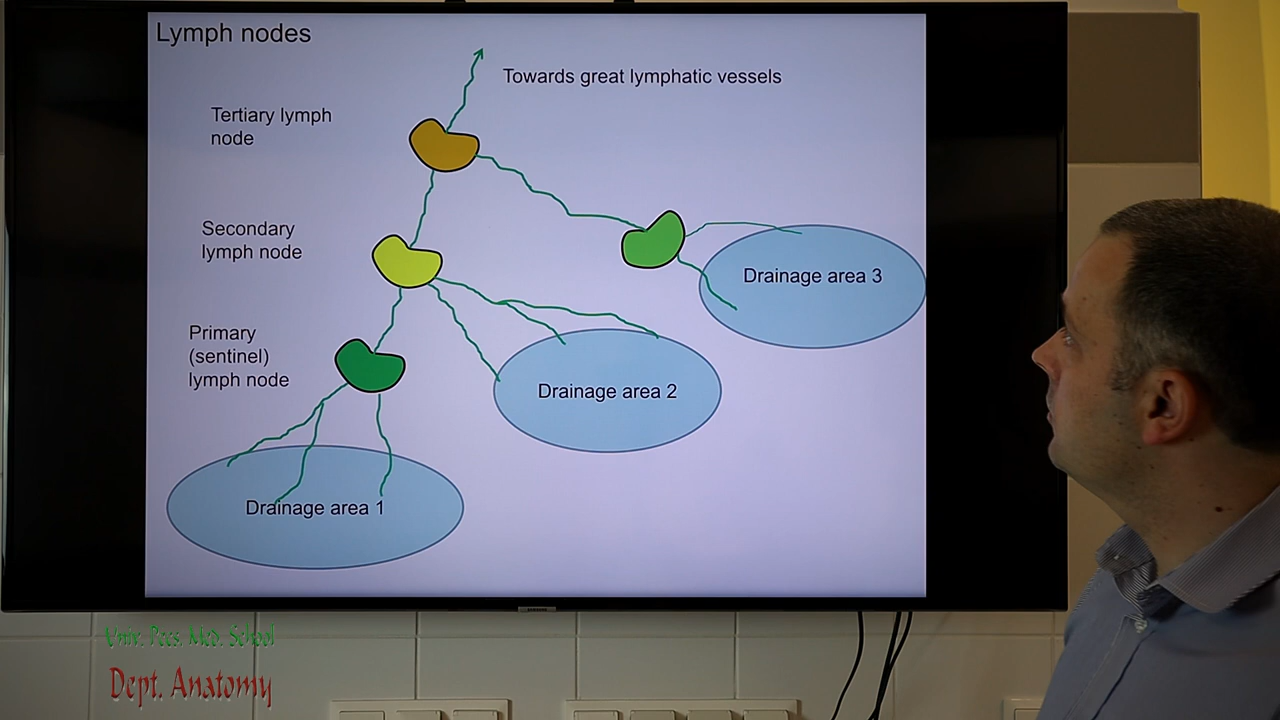 Lymph nodes
Towards great lymphatic vessels
Tertiary lymph
node
Secondary
lymph node
Drainage area 3
Primary
(sentinel)
lymph node
Drainage area 2
Drainage area 1
Univ. Pecs. Med. School
Dept. Anatomy